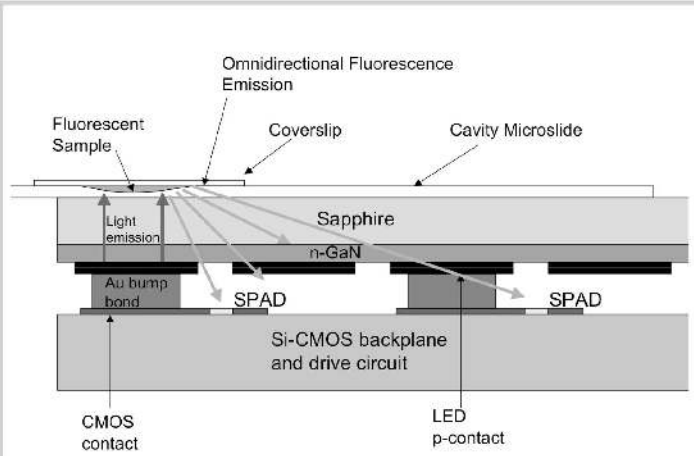 Omnidirectional Fluorescence
Emission
Fluorescent
Sample
Coverslip
Cavity Microslide
Sapphire
Light
emission
n-GaN
Au bump
bond
SPAD
SPAD
Si-CMOS backplane
and drive circuit
CMOS
contact
LED
p-contact